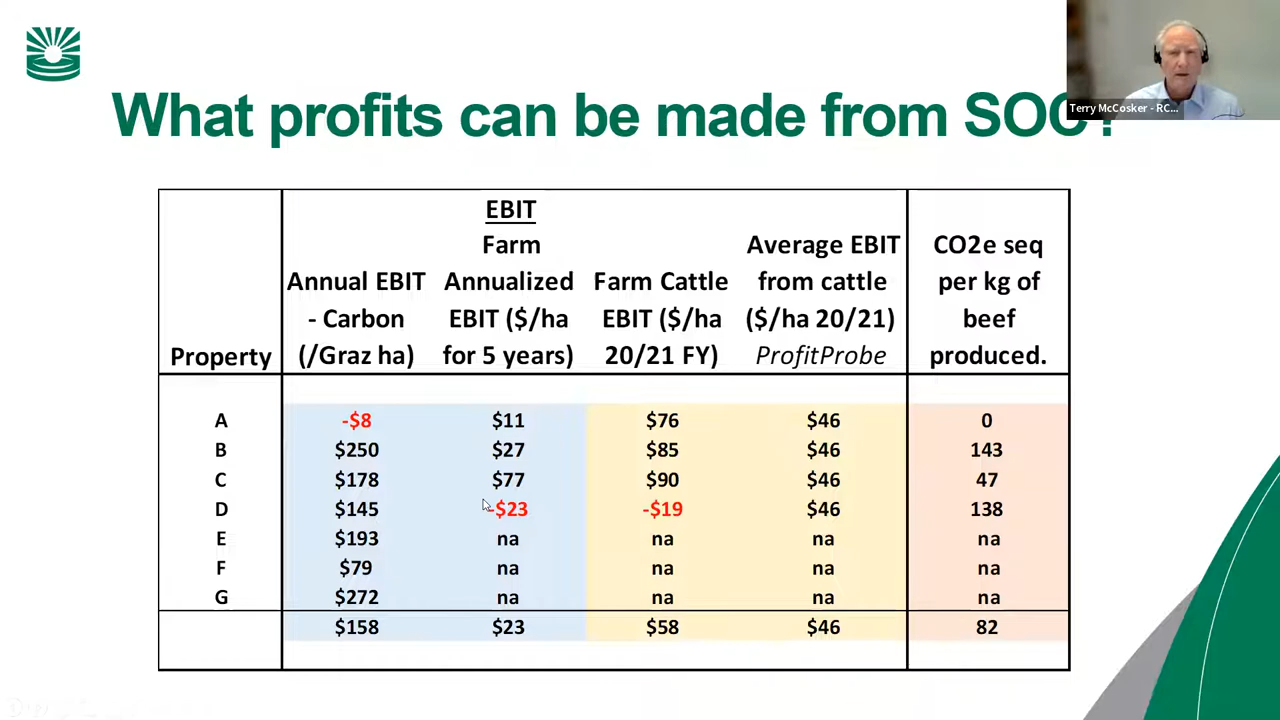 Terry McCosker - RC...
What profits can be made from SOC?
EBIT
Farm
Average EBIT
CO2e seq
Annual EBIT
Annualized
Farm Cattle
from cattle
per kg of
- Carbon
EBIT ($/ha
EBIT ($/ha
($/ha 20/21)
beef
Property
(/Graz ha)
for 5 years)
20/21 FY)
ProfitProbe
produced.
A -$8 $11 $76 $46 0
B $250 $27 $85 $46 143
C $178 $77 $90 $46 47
D $145 -$23 -$19 $46 138
E $193 na na na na
F $79 na na na na
G $272 na na na na
$158 $23 $58 $46 82